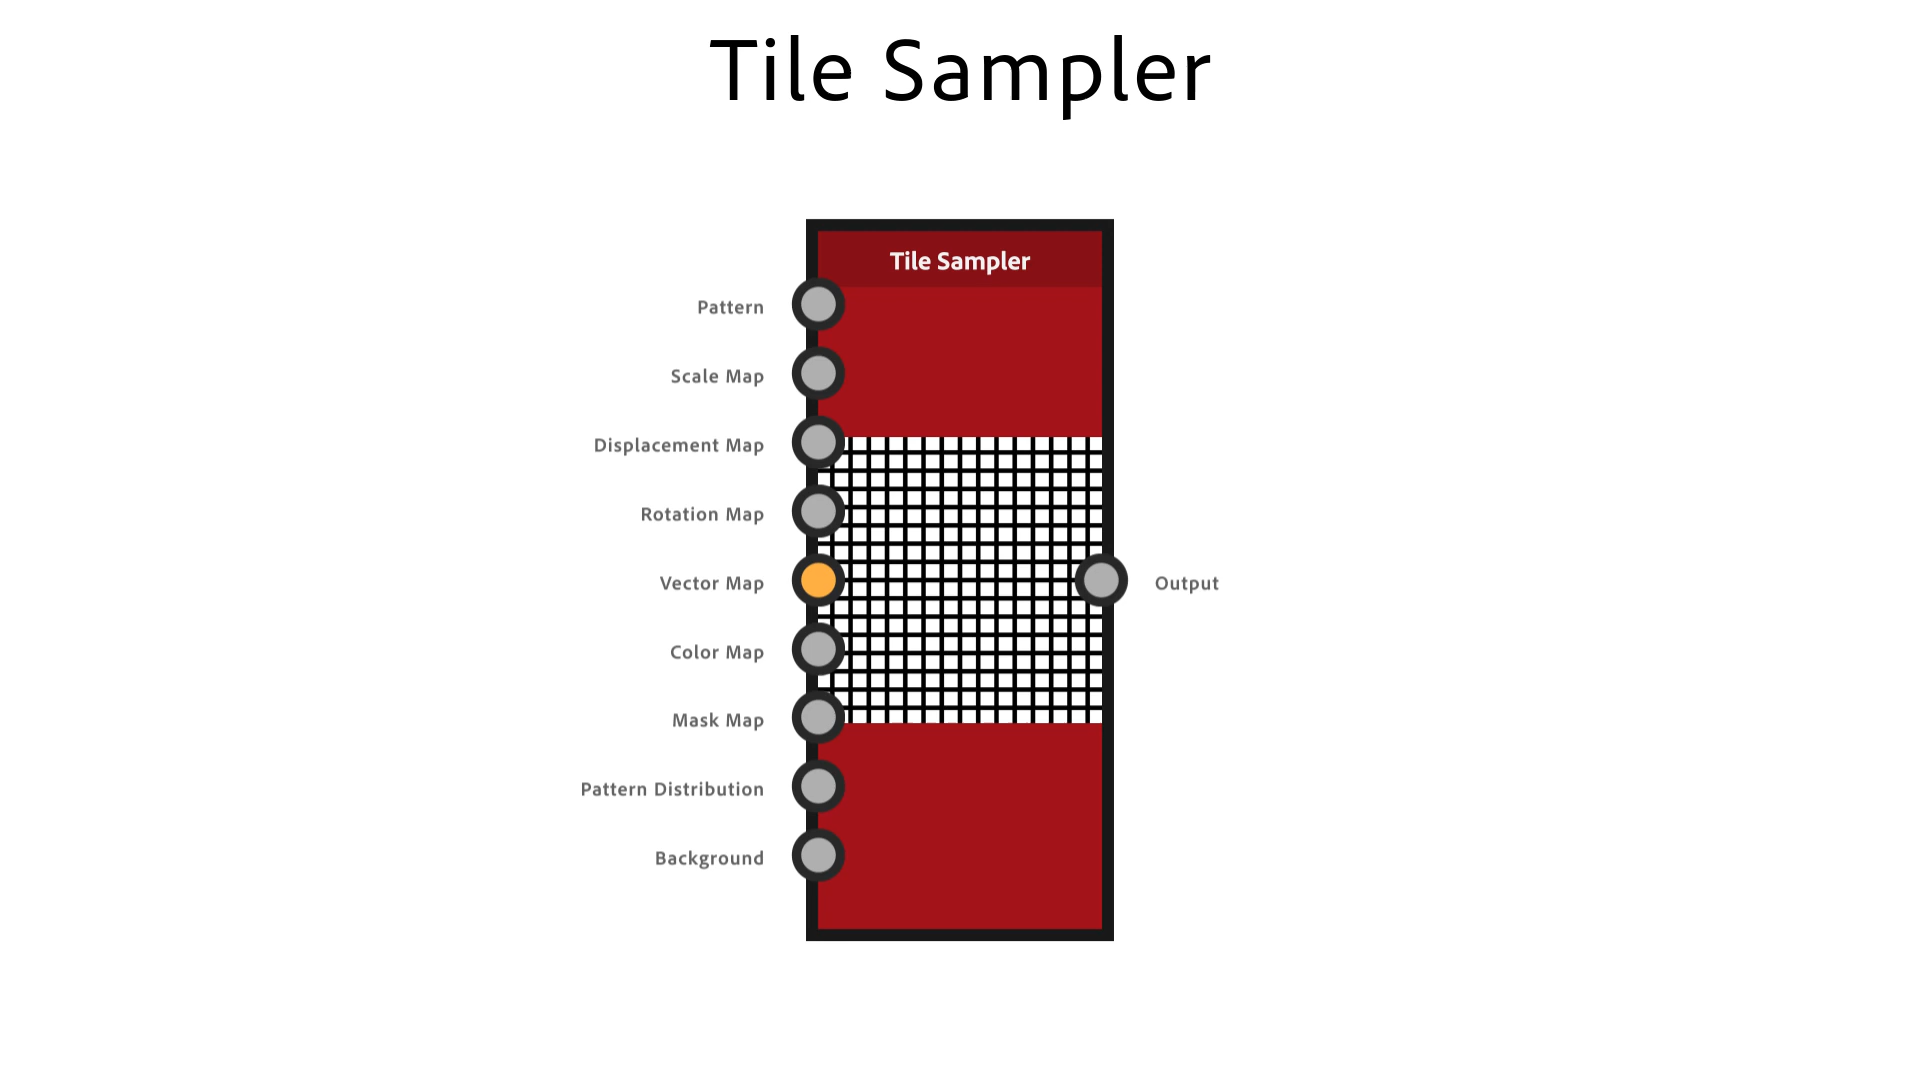 Tile Sampler
Tile Sampler
Pattern
Scale Map
Displacement Map
Rotation Map
Vector Map
Output
Color Map
Mask Map
Pattern Distribution
Background